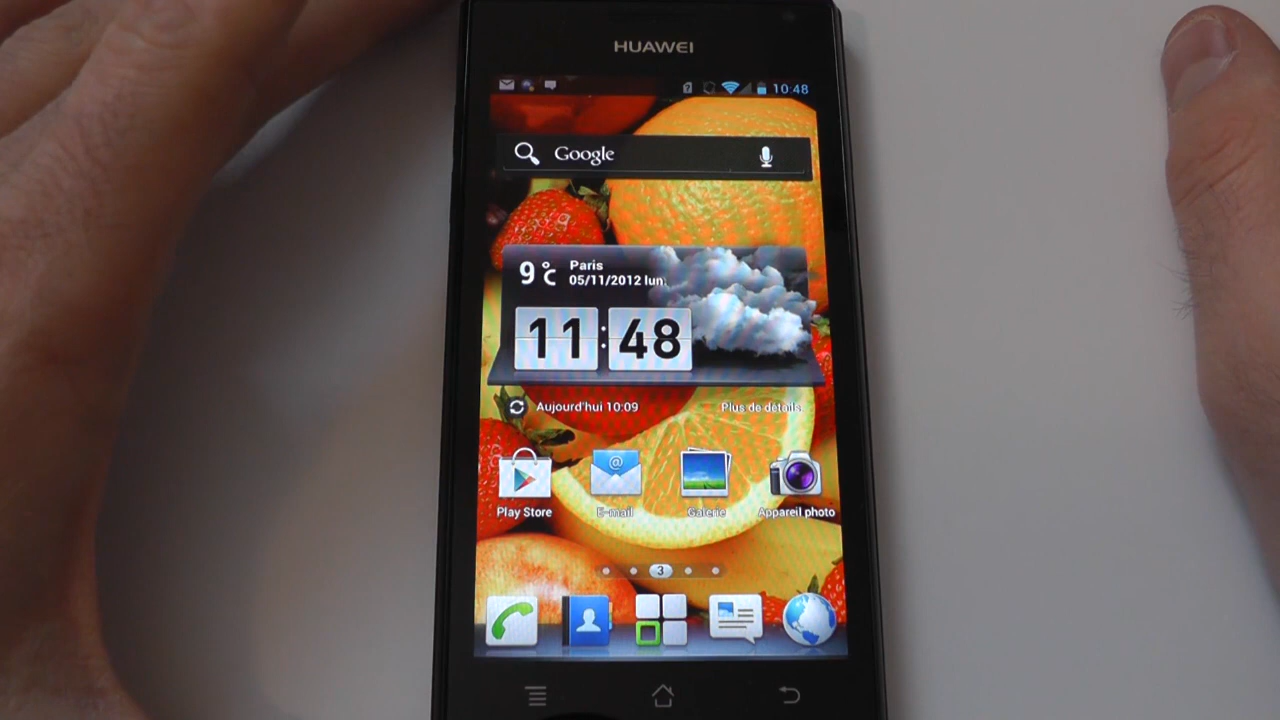 HUAWEI
10:48
Google
9°C
Paris
05/11/2012 lun.
11:48
Aujourd'hui 10:09
Plus de détails
Play Store
E-mail
Galerie
Appareil photo
3